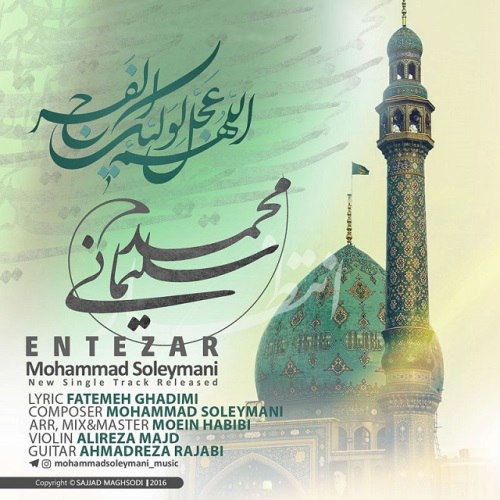 اللهم عجل لولیک الفرج
محمد سلیمانی
انتظار
ENTEZAR
Mohammad Soleymani
New Single Track Released
LYRIC FATEMEH GHADIMI
COMPOSER MOHAMMAD SOLEYMANI
ARR, MIX&MASTER MOEIN HABIBI
VIOLIN ALIREZA MAJD
GUITAR AHMADREZA RAJABI
mohammadsoleymani_music
Copyright © SAJJAD MAGHSODI ‖ 2016